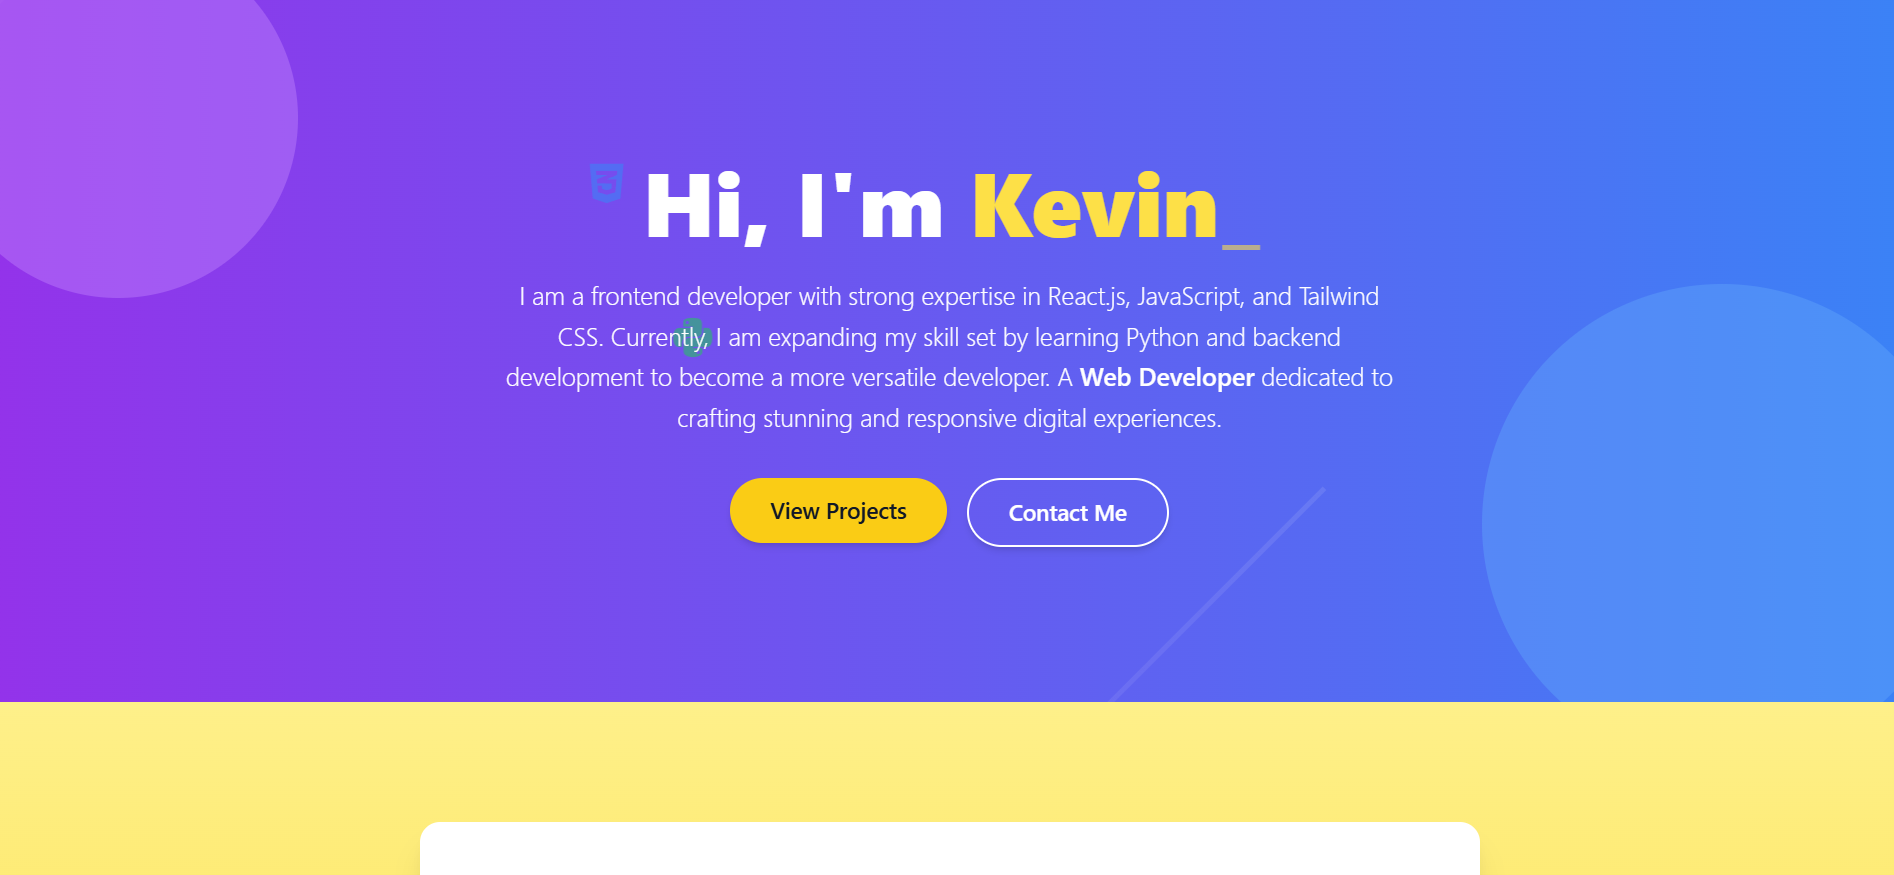 Hi, I'm Kevin_
I am a frontend developer with strong expertise in React.js, JavaScript, and Tailwind
CSS. Currently, I am expanding my skill set by learning Python and backend
development to become a more versatile developer. A Web Developer dedicated to
crafting stunning and responsive digital experiences.
View Projects
Contact Me